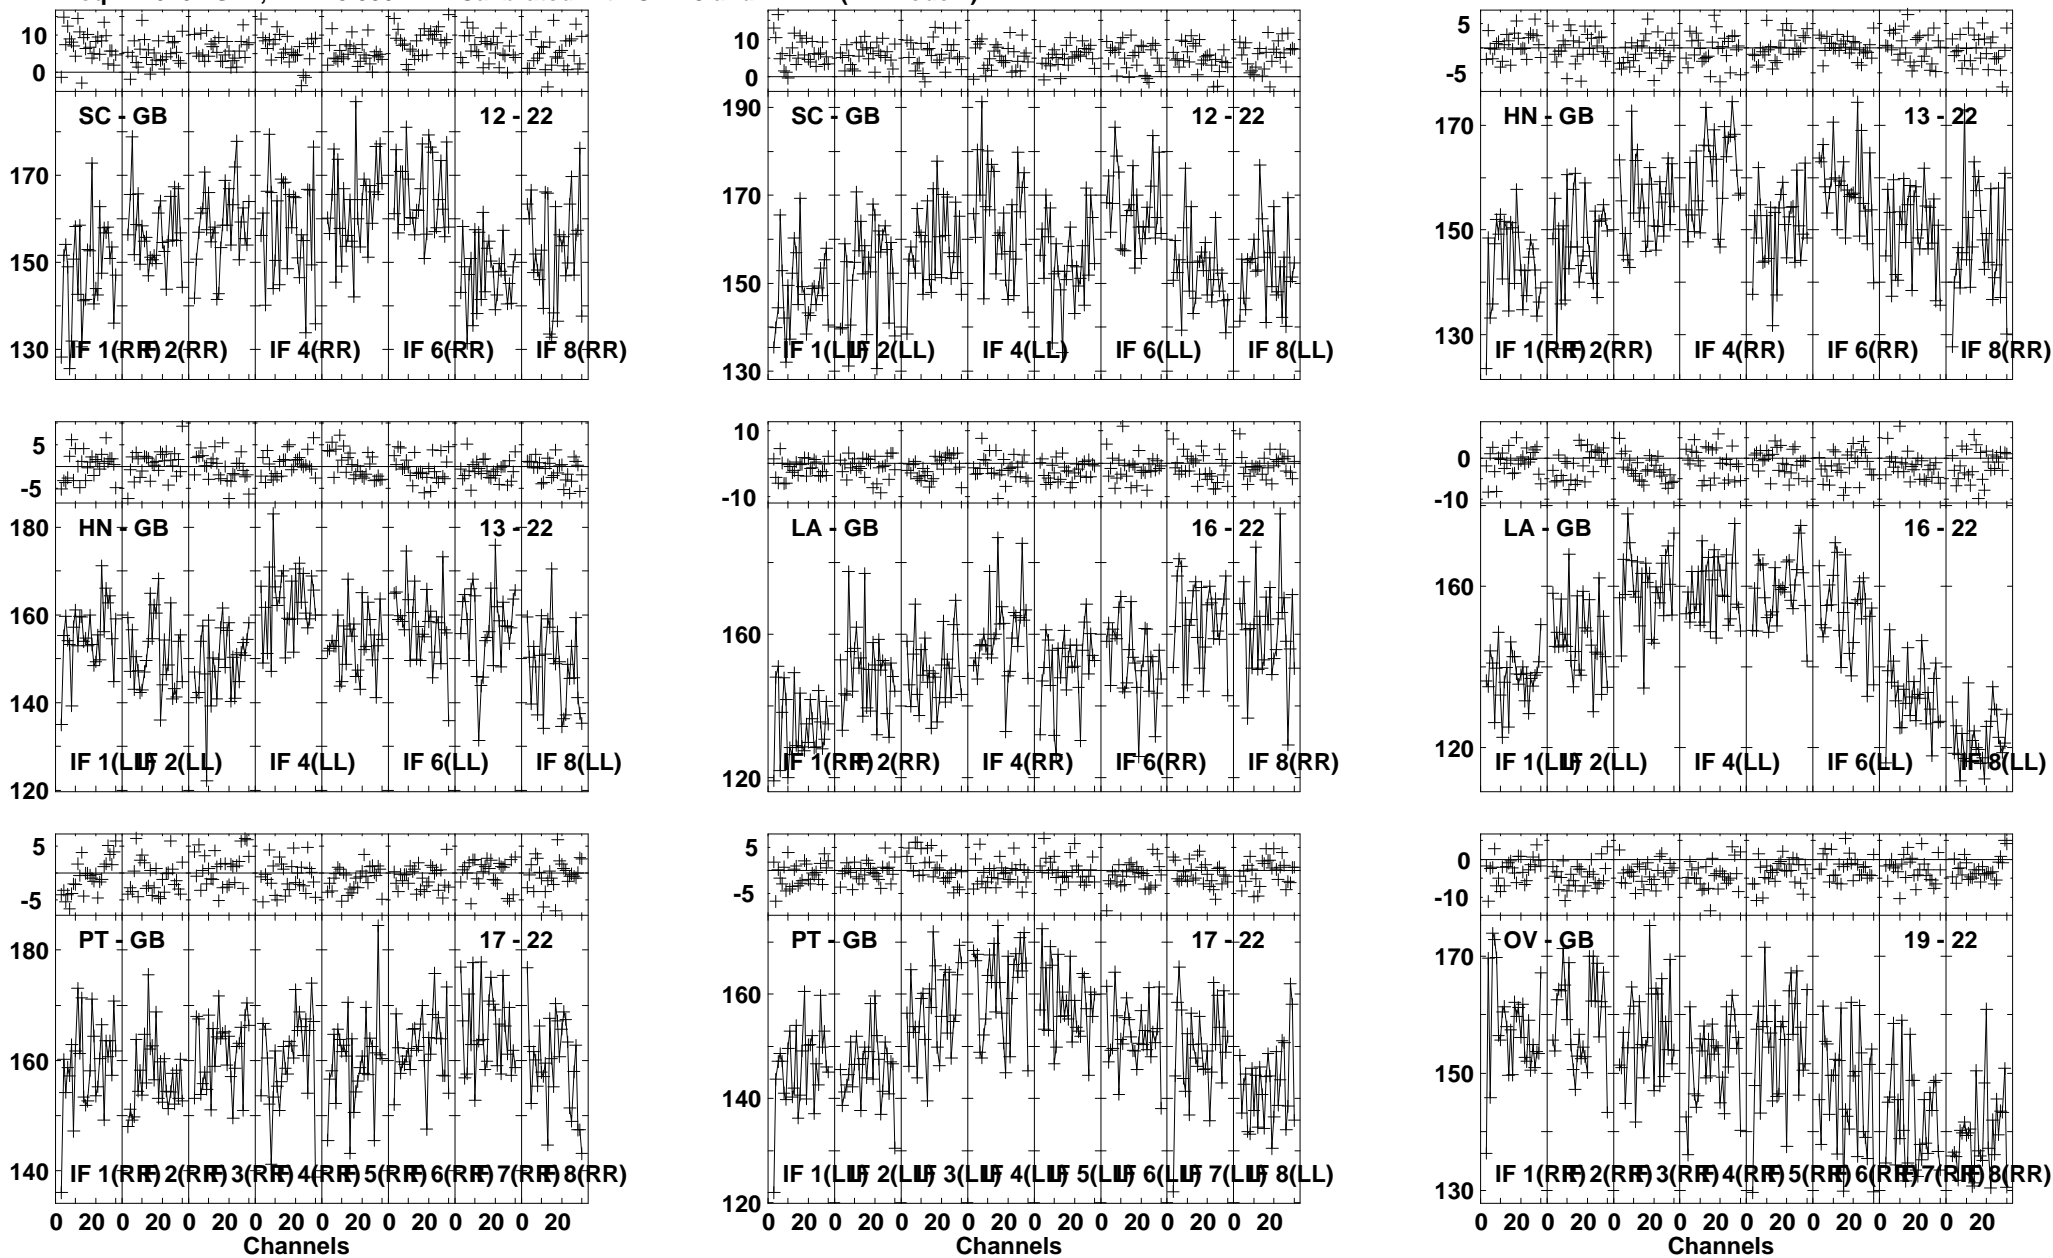 10 0
10 0
5 -5
SC - GB 12 - 22
170 150 130
IF 1(RR) IF 2(RR) IF 4(RR) IF 6(RR) IF 8(RR)
SC - GB 12 - 22
190 170 150 130
IF 1(LL) IF 2(LL) IF 4(LL) IF 6(LL) IF 8(LL)
HN - GB 13 - 22
170 150 130
IF 1(RR) IF 2(RR) IF 4(RR) IF 6(RR) IF 8(RR)
5 -5
10 -10
0 -10
HN - GB 13 - 22
180 160 140 120
IF 1(LL) IF 2(LL) IF 4(LL) IF 6(LL) IF 8(LL)
LA - GB 16 - 22
160 140 120
IF 1(RR) IF 2(RR) IF 4(RR) IF 6(RR) IF 8(RR)
LA - GB 16 - 22
160 120
IF 1(LL) IF 2(LL) IF 4(LL) IF 6(LL) IF 8(LL)
5 -5
5 -5
0 -10
PT - GB 17 - 22
180 160 140
IF 1(RR) IF 2(RR) IF 3(RR) IF 4(RR) IF 5(RR) IF 6(RR) IF 7(RR) IF 8(RR)
0 20 0 20 0 20 0 20 0 20 0 20 0 20 0 20
Channels
PT - GB 17 - 22
160 140 120
IF 1(LL) IF 2(LL) IF 3(LL) IF 4(LL) IF 5(LL) IF 6(LL) IF 7(LL) IF 8(LL)
0 20 0 20 0 20 0 20 0 20 0 20 0 20 0 20
Channels
OV - GB 19 - 22
170 150 130
IF 1(RR) IF 2(RR) IF 3(RR) IF 4(RR) IF 5(RR) IF 6(RR) IF 7(RR) IF 8(RR)
0 20 0 20 0 20 0 20 0 20 0 20 0 20 0 20
Channels